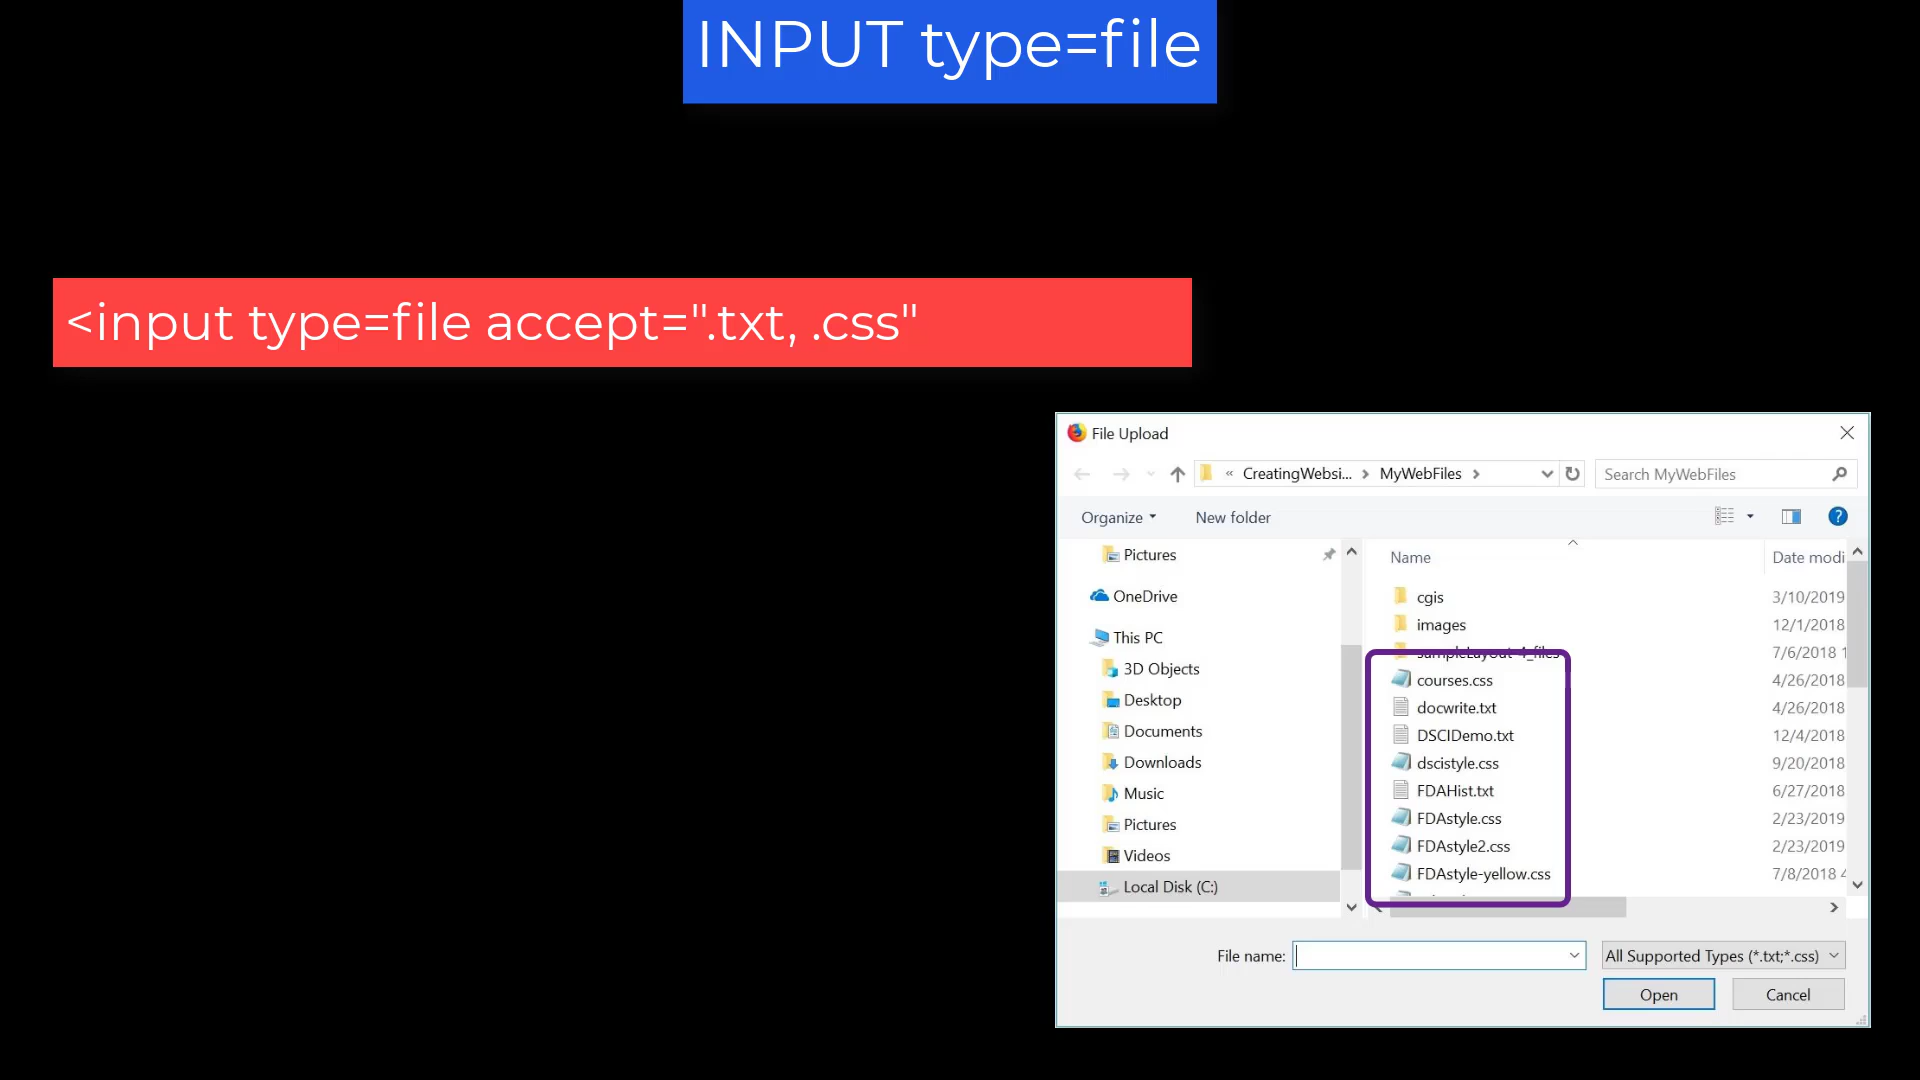 INPUT type=file
<input type=file accept=".txt, .css"
File Upload
« CreatingWebsi... > MyWebFiles >
Search MyWebFiles
Organize
New folder
Pictures
OneDrive
This PC
3D Objects
Desktop
Documents
Downloads
Music
Pictures
Videos
Local Disk (C:)
Name Date modi
cgis 3/10/2019
images 12/1/2018
sampleLayout-4_files 7/6/2018 1
courses.css 4/26/2018
docwrite.txt 4/26/2018
DSCIDemo.txt 12/4/2018
dscistyle.css 9/20/2018
FDAHist.txt 6/27/2018
FDAstyle.css 2/23/2019
FDAstyle2.css 2/23/2019
FDAstyle-yellow.css 7/8/2018 4
File name:
All Supported Types (*.txt;*.css)
Open
Cancel